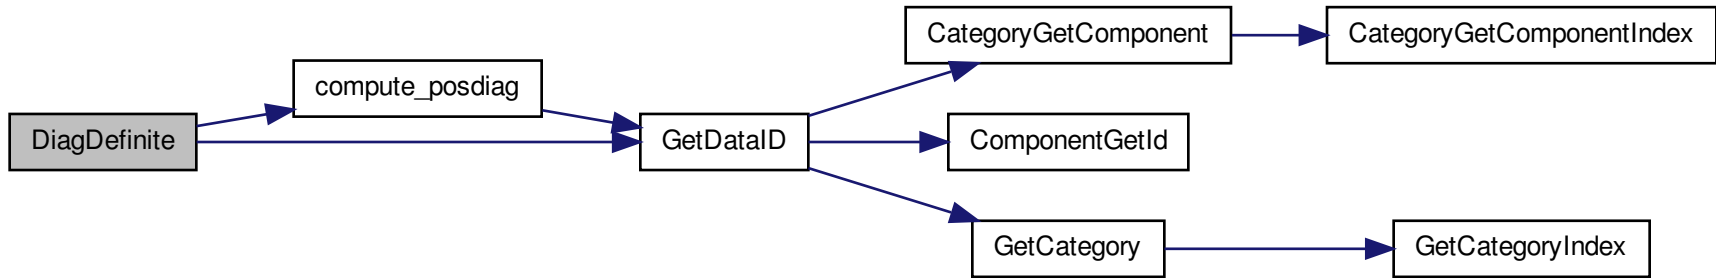 DiagDefinite
compute_posdiag
GetDataID
CategoryGetComponent
CategoryGetComponentIndex
ComponentGetId
GetCategory
GetCategoryIndex